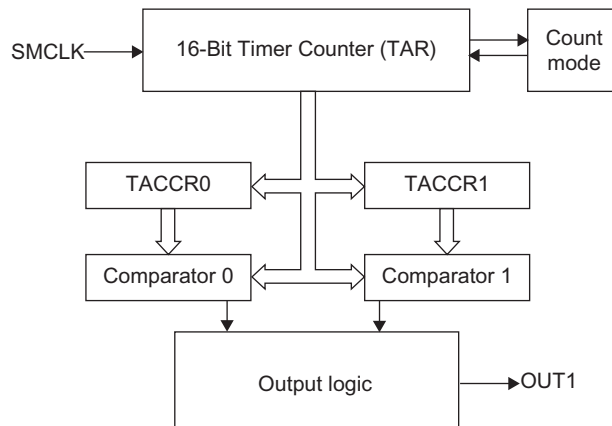 SMCLK
16-Bit Timer Counter (TAR)
Count
mode
TACCR0
TACCR1
Comparator 0
Comparator 1
Output logic
OUT1